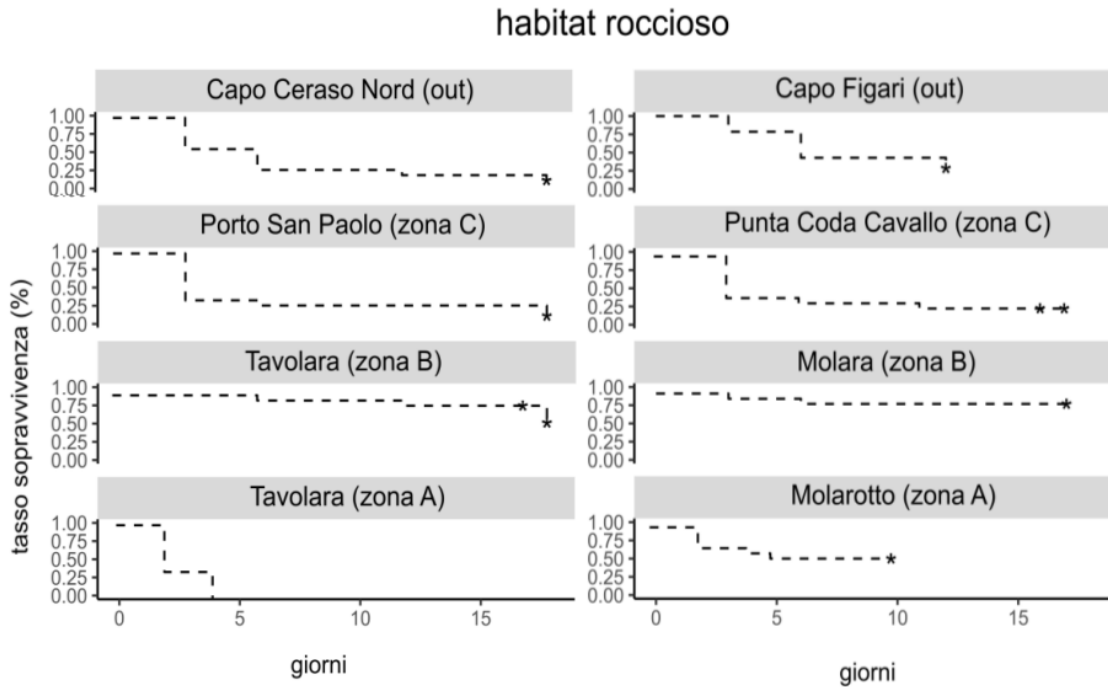 habitat roccioso
Capo Ceraso Nord (out)
1.00
0.75
0.50
0.25
0.00
Capo Figari (out)
1.00
0.75
0.50
0.25
0.00
Porto San Paolo (zona C)
1.00
0.75
0.50
0.25
0.00
Punta Coda Cavallo (zona C)
1.00
0.75
0.50
0.25
0.00
Tavolara (zona B)
1.00
0.75
0.50
0.25
0.00
Molara (zona B)
1.00
0.75
0.50
0.25
0.00
Tavolara (zona A)
1.00
0.75
0.50
0.25
0.00
Molarotto (zona A)
1.00
0.75
0.50
0.25
0.00
tasso sopravvivenza (%)
0 5 10 15
0 5 10 15
giorni
giorni